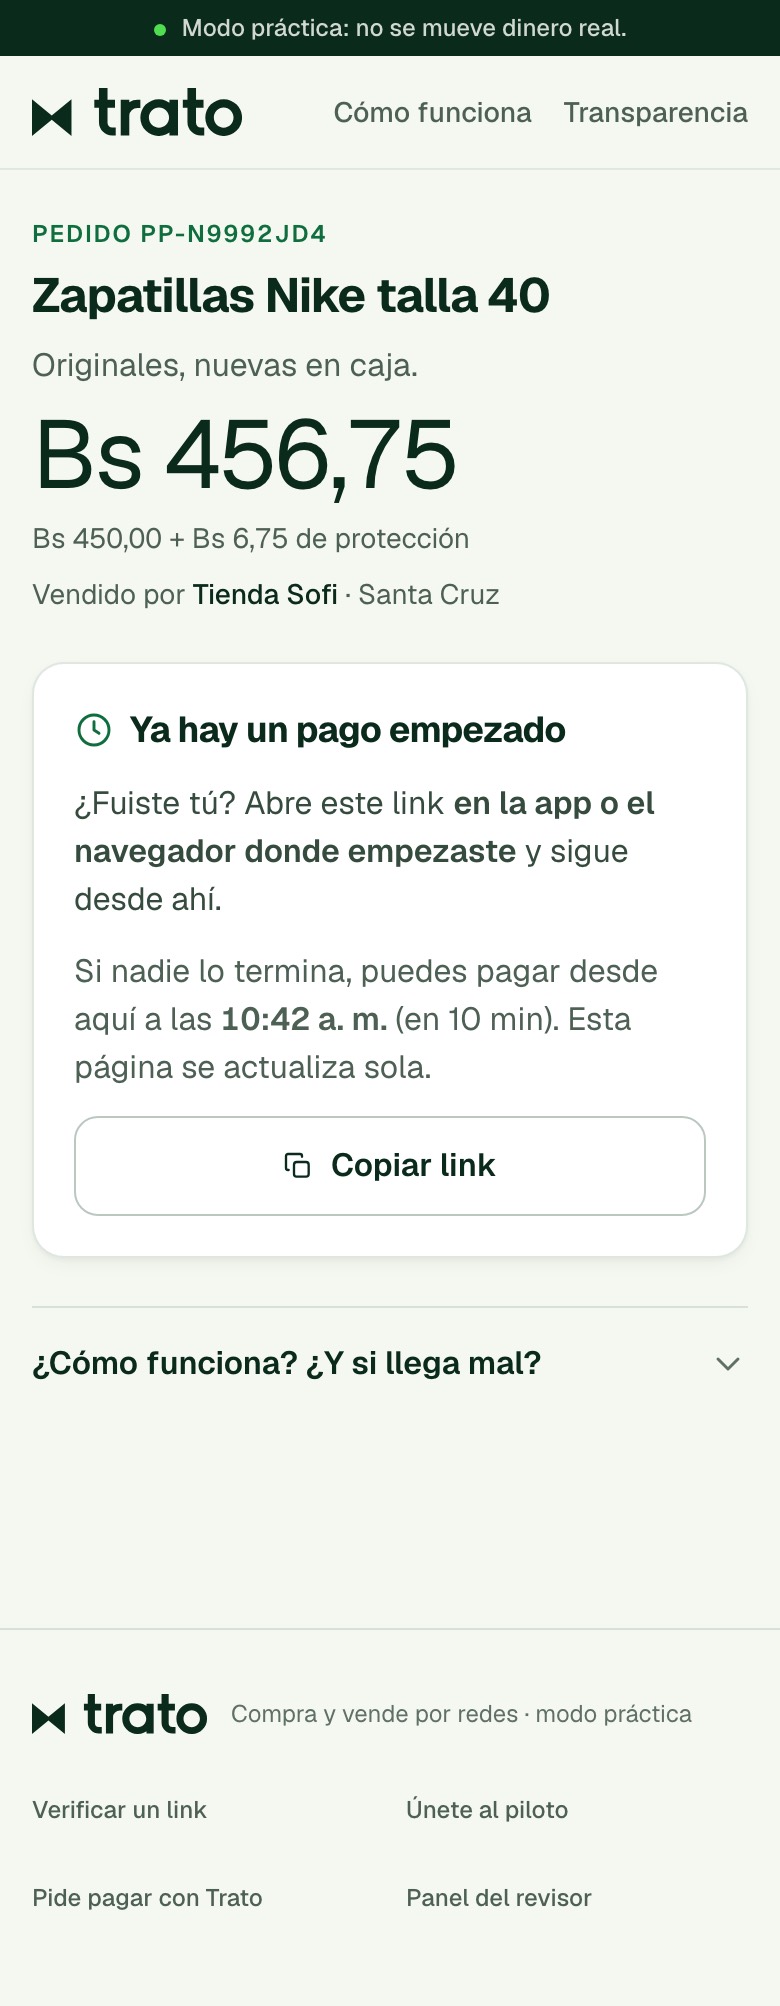 Modo práctica: no se mueve dinero real.
trato
Cómo funciona
Transparencia
PEDIDO PP-N9992JD4
Zapatillas Nike talla 40
Originales, nuevas en caja.
Bs 456,75
Bs 450,00 + Bs 6,75 de protección
Vendido por Tienda Sofi · Santa Cruz
Ya hay un pago empezado
¿Fuiste tú? Abre este link en la app o el
navegador donde empezaste y sigue
desde ahí.
Si nadie lo termina, puedes pagar desde
aquí a las 10:42 a. m. (en 10 min). Esta
página se actualiza sola.
Copiar link
¿Cómo funciona? ¿Y si llega mal?
trato
Compra y vende por redes · modo práctica
Verificar un link
Únete al piloto
Pide pagar con Trato
Panel del revisor